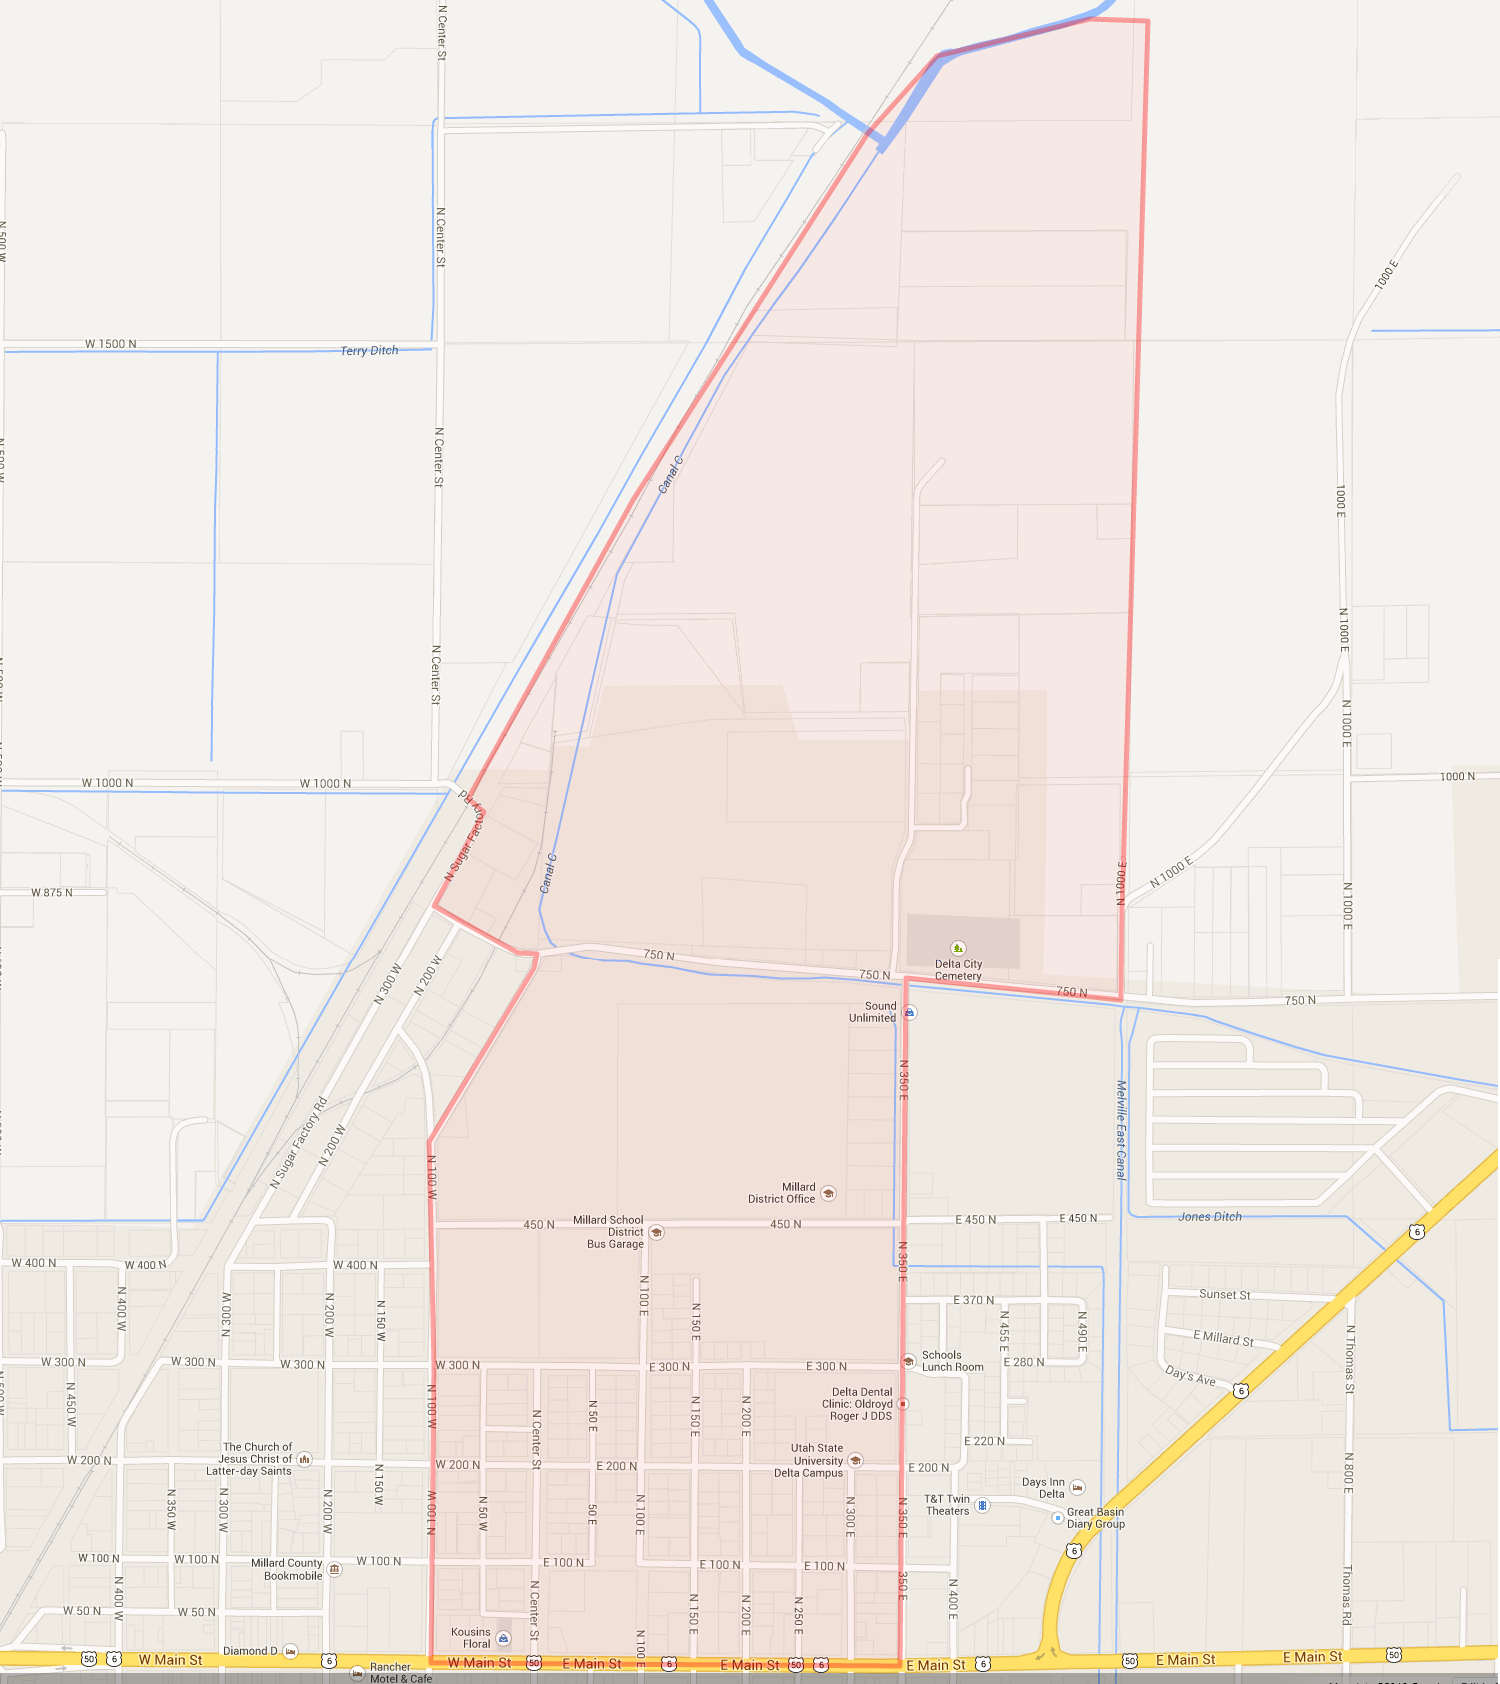 N Center St
N Center St
N 500 W
1000 E
W 1500 N
Terry Ditch
N Center St
Canal C
N 500 W
1000 E
N 1000 E
N Center St
N 1000 E
W 1000 N
W 1000 N
1000 N
N Sugar Factory Rd
Canal C
N 1000 E
N 1000 E
N 1000 E
W 875 N
750 N
750 N
Delta City
Cemetery
750 N
750 N
N 300 W
N 200 W
Sound
Unlimited
N 350 E
Melville East Canal
N Sugar Factory Rd
N 200 W
N 100 W
Millard
District Office
Jones Ditch
Millard School
District
Bus Garage
450 N
450 N
E 450 N
E 450 N
6
N 350 E
W 400 N
W 400 N
W 400 N
N 400 W
N 300 W
N 200 W
N 150 W
N 100 E
N 150 E
E 370 N
N 455 E
N 490 E
Sunset St
E Millard St
N Thomas St
W 300 N
W 300 N
W 300 N
W 300 N
E 300 N
E 300 N
Schools
Lunch Room
E 280 N
Day's Ave
6
N 450 W
N 100 W
N Center St
N 50 E
N 150 E
N 200 E
Delta Dental
Clinic: Oldroyd
Roger J DDS
The Church of
Jesus Christ of
Latter-day Saints
W 200 N
N 150 W
W 200 N
E 200 N
Utah State
University
Delta Campus
E 200 N
E 220 N
N 800 E
N 350 W
N 300 W
N 200 W
N 100 W
N 50 W
50 E
N 100 E
N 300 E
N 350 E
T&T Twin
Theaters
Days Inn
Delta
Great Basin
Diary Group
6
W 100 N
W 100 N
W 100 N
E 100 N
E 100 N
E 100 N
Millard County
Bookmobile
N 400 W
N Center St
N 150 E
N 200 E
N 250 E
350 E
N 400 E
Thomas Rd
W 50 N
W 50 N
Kousins
Floral
N 100 E
Diamond D
50
6
W Main St
6
Rancher
Motel & Cafe
W Main St
50
E Main St
6
E Main St
50
6
E Main St
6
50
E Main St
E Main St
50